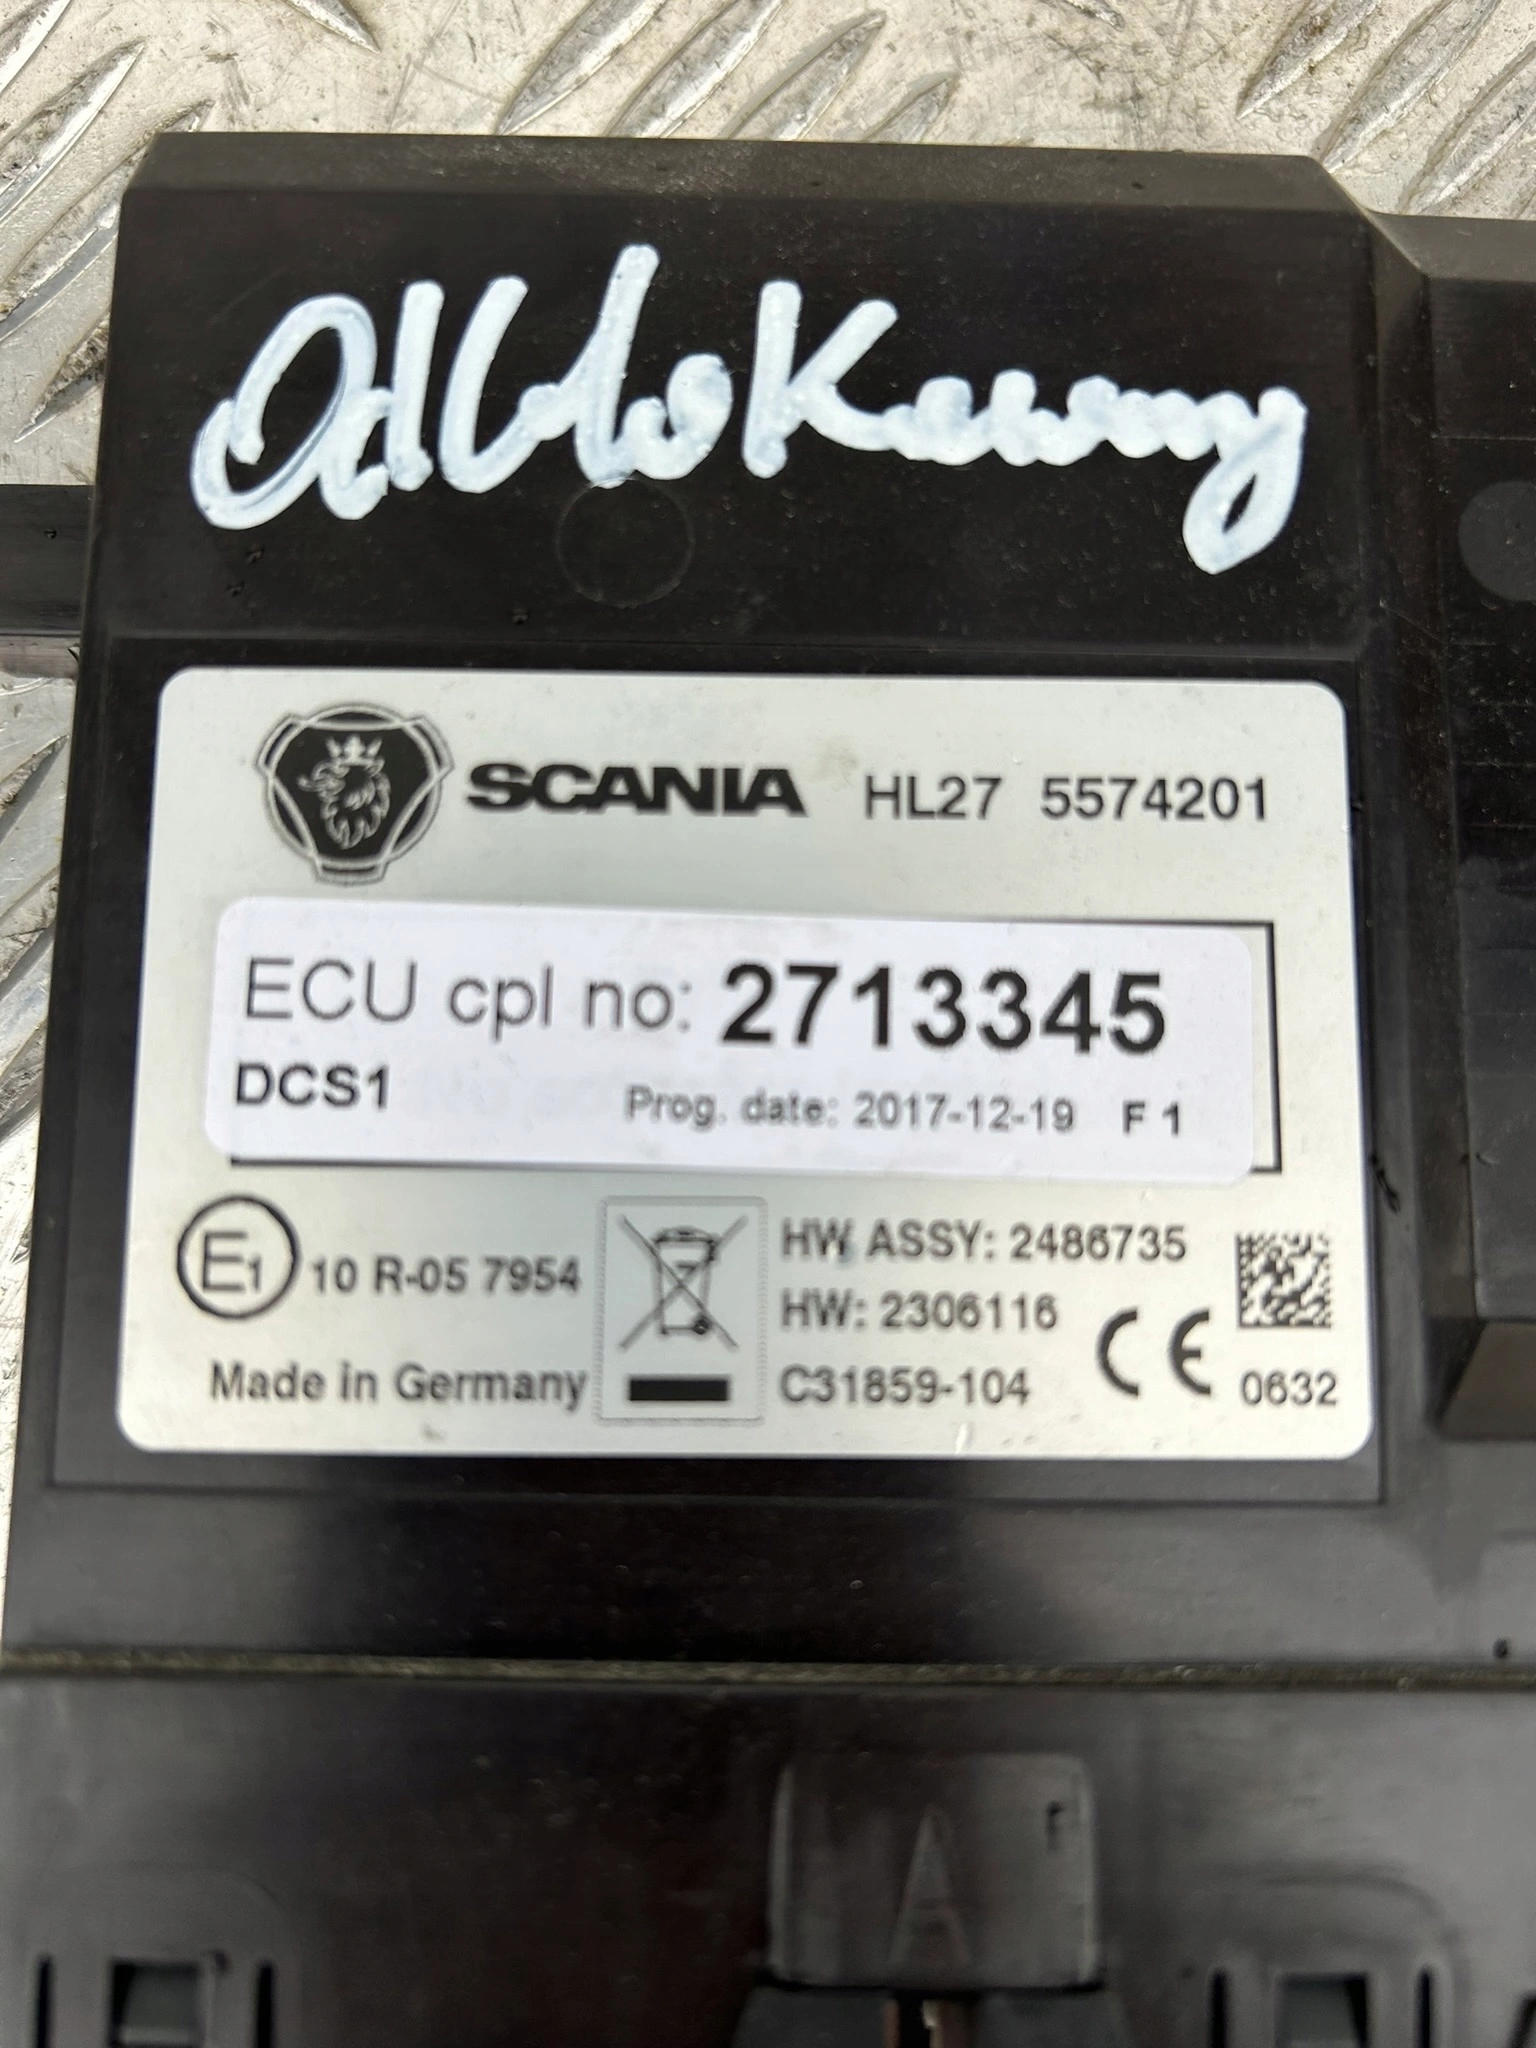 SCANIA HL27 5574201
ECU cpl no: 2713345
DCS1 Prog. date: 2017-12-19 F 1
E1 10 R-05 7954
HW ASSY: 2486735
HW: 2306116
Made in Germany
C31859-104
CE 0632
A
F